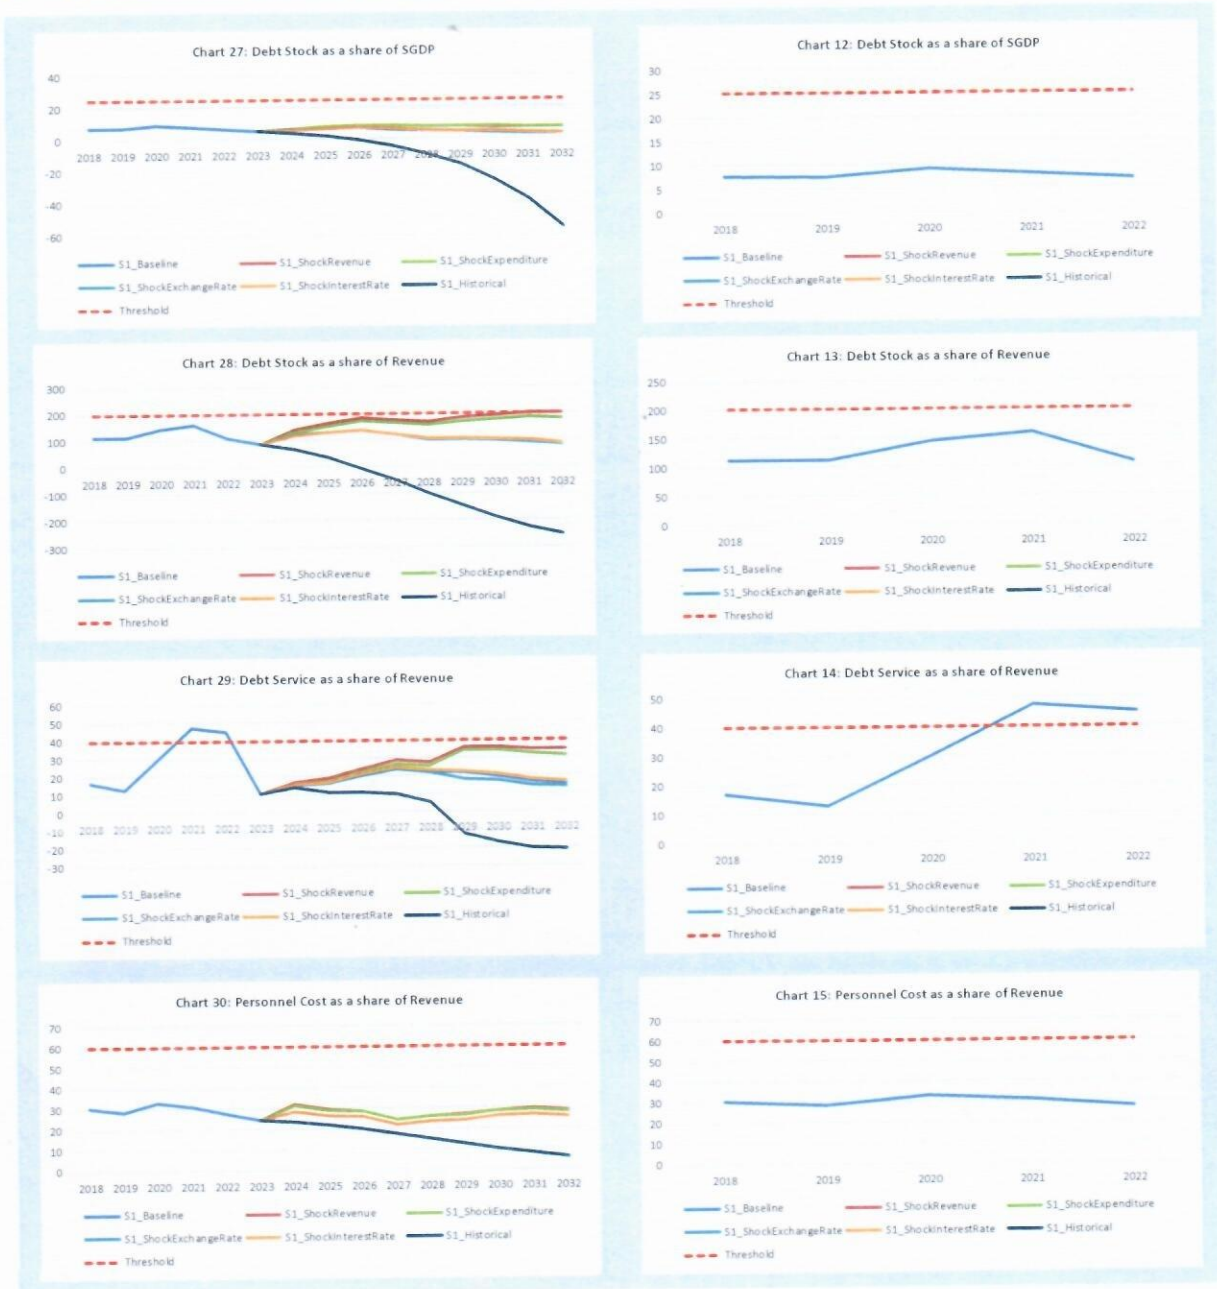 Chart 27: Debt Stock as a share of SGDP
40
20
0
2018 2019 2020 2021 2022 2023 2024 2025 2026 2027 2028 2029 2030 2031 2032
-20
-40
-60
S1_Baseline S1_ShockRevenue S1_ShockExpenditure
S1_ShockExchangeRate S1_ShockInterestRate S1_Historical
Threshold
Chart 12: Debt Stock as a share of SGDP
30
25
20
15
10
5
0
2018 2019 2020 2021 2022
S1_Baseline S1_ShockRevenue S1_ShockExpenditure
S1_ShockExchangeRate S1_ShockInterestRate S1_Historical
Threshold
Chart 28: Debt Stock as a share of Revenue
300
200
100
0
2018 2019 2020 2021 2022 2023 2024 2025 2026 2027 2028 2029 2030 2031 2032
-100
-200
-300
S1_Baseline S1_ShockRevenue S1_ShockExpenditure
S1_ShockExchangeRate S1_ShockInterestRate S1_Historical
Threshold
Chart 13: Debt Stock as a share of Revenue
250
200
150
100
50
0
2018 2019 2020 2021 2022
S1_Baseline S1_ShockRevenue S1_ShockExpenditure
S1_ShockExchangeRate S1_ShockInterestRate S1_Historical
Threshold
Chart 29: Debt Service as a share of Revenue
60
50
40
30
20
10
0
-10 2018 2019 2020 2021 2022 2023 2024 2025 2026 2027 2028 2029 2030 2031 2032
-20
-30
S1_Baseline S1_ShockRevenue S1_ShockExpenditure
S1_ShockExchangeRate S1_ShockInterestRate S1_Historical
Threshold
Chart 14: Debt Service as a share of Revenue
50
40
30
20
10
0
2018 2019 2020 2021 2022
S1_Baseline S1_ShockRevenue S1_ShockExpenditure
S1_ShockExchangeRate S1_ShockInterestRate S1_Historical
Threshold
Chart 30: Personnel Cost as a share of Revenue
70
60
50
40
30
20
10
0
2018 2019 2020 2021 2022 2023 2024 2025 2026 2027 2028 2029 2030 2031 2032
S1_Baseline S1_ShockRevenue S1_ShockExpenditure
S1_ShockExchangeRate S1_ShockInterestRate S1_Historical
Threshold
Chart 15: Personnel Cost as a share of Revenue
70
60
50
40
30
20
10
0
2018 2019 2020 2021 2022
S1_Baseline S1_ShockRevenue S1_ShockExpenditure
S1_ShockExchangeRate S1_ShockInterestRate S1_Historical
Threshold